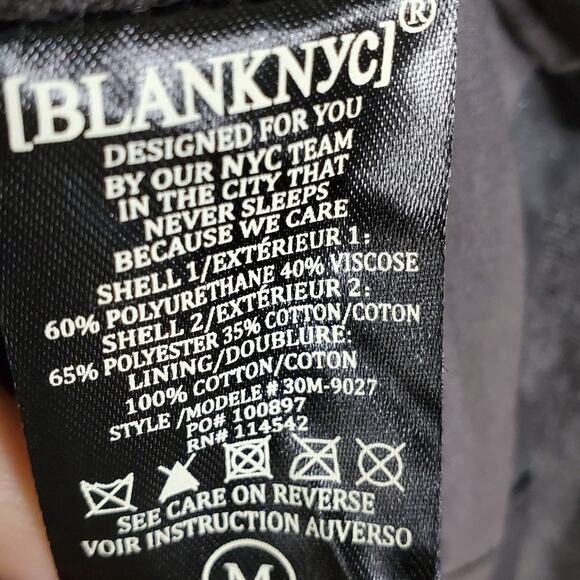 [BLANKNYC]®
DESIGNED FOR YOU
BY OUR NYC TEAM
IN THE CITY THAT
NEVER SLEEPS
BECAUSE WE CARE
SHELL 1/EXTÉRIEUR 1:
60% POLYURETHANE 40% VISCOSE
SHELL 2/EXTÉRIEUR 2:
65% POLYESTER 35% COTTON/COTON
LINING/DOUBLURE:
100% COTTON/COTON
STYLE /MODELE # 30M-9027
PO# 100897
RN# 114542
SEE CARE ON REVERSE
VOIR INSTRUCTION AUVERSO
M